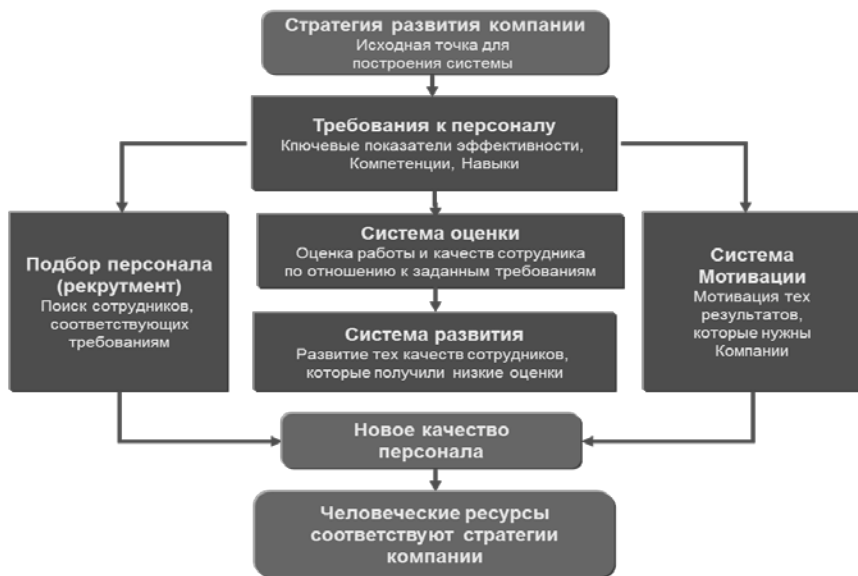 Стратегия развития компании
Исходная точка для
построения системы
Требования к персоналу
Ключевые показатели эффективности,
Компетенции, Навыки
Подбор персонала
(рекрутмент)
Поиск сотрудников,
соответствующих
требованиям
Система оценки
Оценка работы и качеств сотрудника
по отношению к заданным требованиям
Система развития
Развитие тех качеств сотрудников,
которые получили низкие оценки
Система
Мотивации
Мотивация тех
результатов,
которые нужны
Компании
Новое качество
персонала
Человеческие ресурсы
соответствуют стратегии
компании